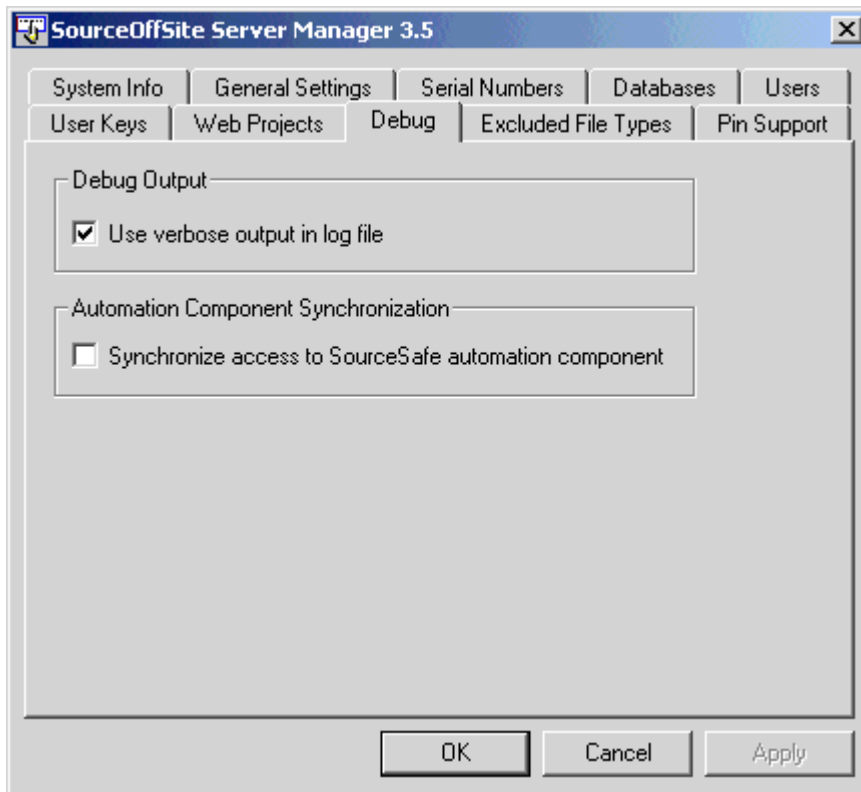 SourceOffSite Server Manager 3.5
System Info General Settings Serial Numbers Databases Users
User Keys Web Projects Debug Excluded File Types Pin Support
Debug Output
Use verbose output in log file
Automation Component Synchronization
Synchronize access to SourceSafe automation component
OK Cancel Apply